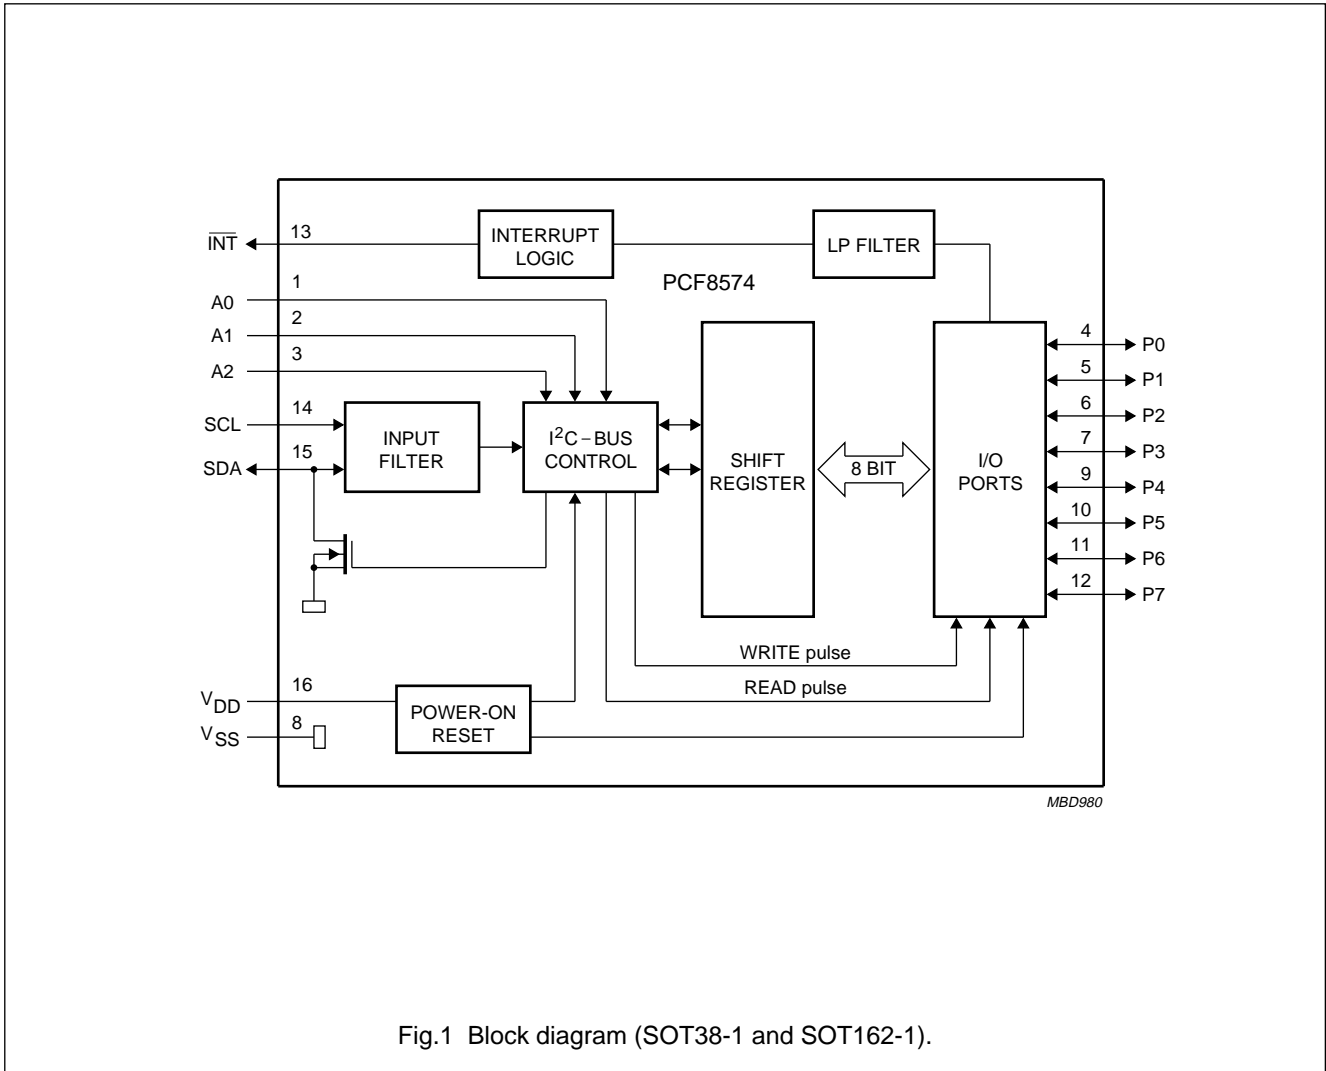 INT
13
INTERRUPT
LOGIC
LP FILTER
PCF8574
A0
1
A1
2
A2
3
SCL
14
SDA
15
INPUT
FILTER
I²C – BUS
CONTROL
SHIFT
REGISTER
8 BIT
I/O
PORTS
4
P0
5
P1
6
P2
7
P3
9
P4
10
P5
11
P6
12
P7
WRITE pulse
READ pulse
VDD
16
VSS
8
POWER-ON
RESET
MBD980
Fig.1 Block diagram (SOT38-1 and SOT162-1).